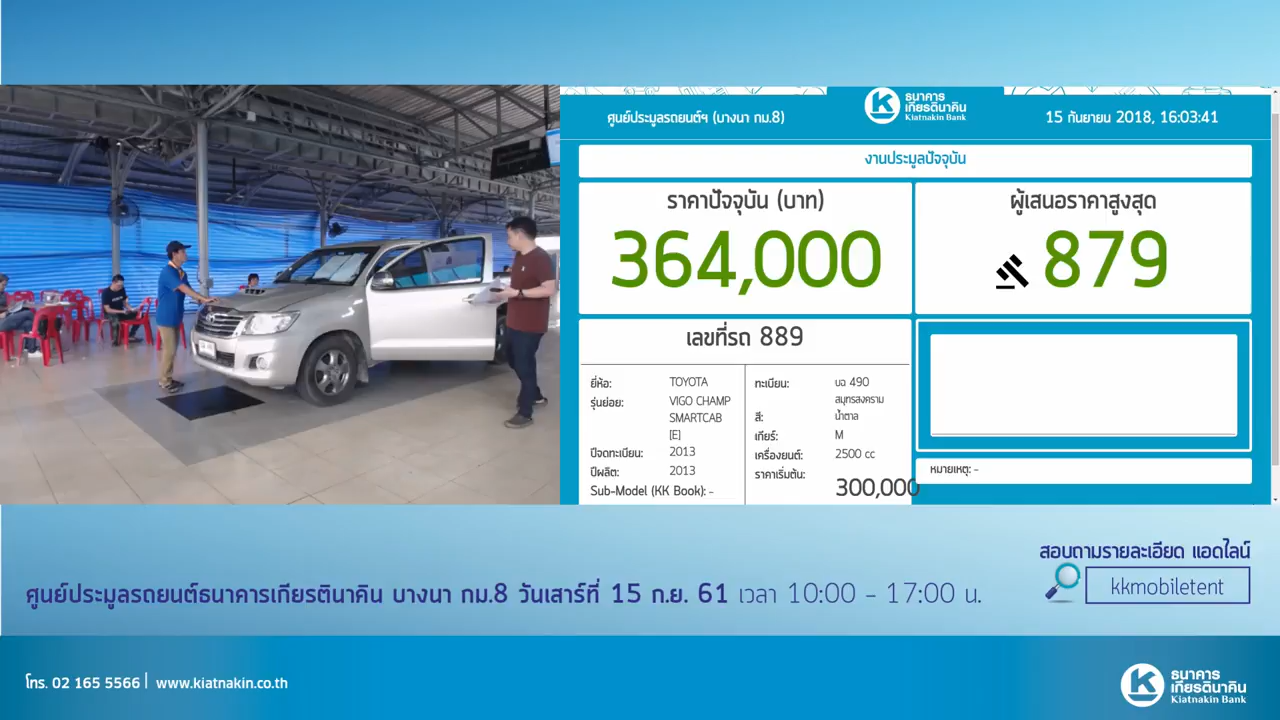 ศูนย์ประมูลรถยนต์ฯ (บางนา กม.8)
ธนาคาร
เกียรตินาคิน
Kiatnakin Bank
15 กันยายน 2018, 16:03:41
งานประมูลปัจจุบัน
ราคาปัจจุบัน (บาท)
364,000
ผู้เสนอราคาสูงสุด
879
เลขที่รถ 889
ยี่ห้อ: TOYOTA
รุ่นย่อย: VIGO CHAMP
SMARTCAB
[E]
ปีจดทะเบียน: 2013
ปีผลิต: 2013
Sub-Model (KK Book): -
ทะเบียน: บฉ 490
สมุทรสงคราม
สี: น้ำตาล
เกียร์: M
เครื่องยนต์: 2500 cc
ราคาเริ่มต้น:
300,000
หมายเหตุ: -
สอบถามรายละเอียด แอดไลน์
kkmobiletent
ศูนย์ประมูลรถยนต์ธนาคารเกียรตินาคิน บางนา กม.8 วันเสาร์ที่ 15 ก.ย. 61 เวลา 10:00 - 17:00 น.
โทร. 02 165 5566 | www.kiatnakin.co.th
ธนาคาร
เกียรตินาคิน
Kiatnakin Bank